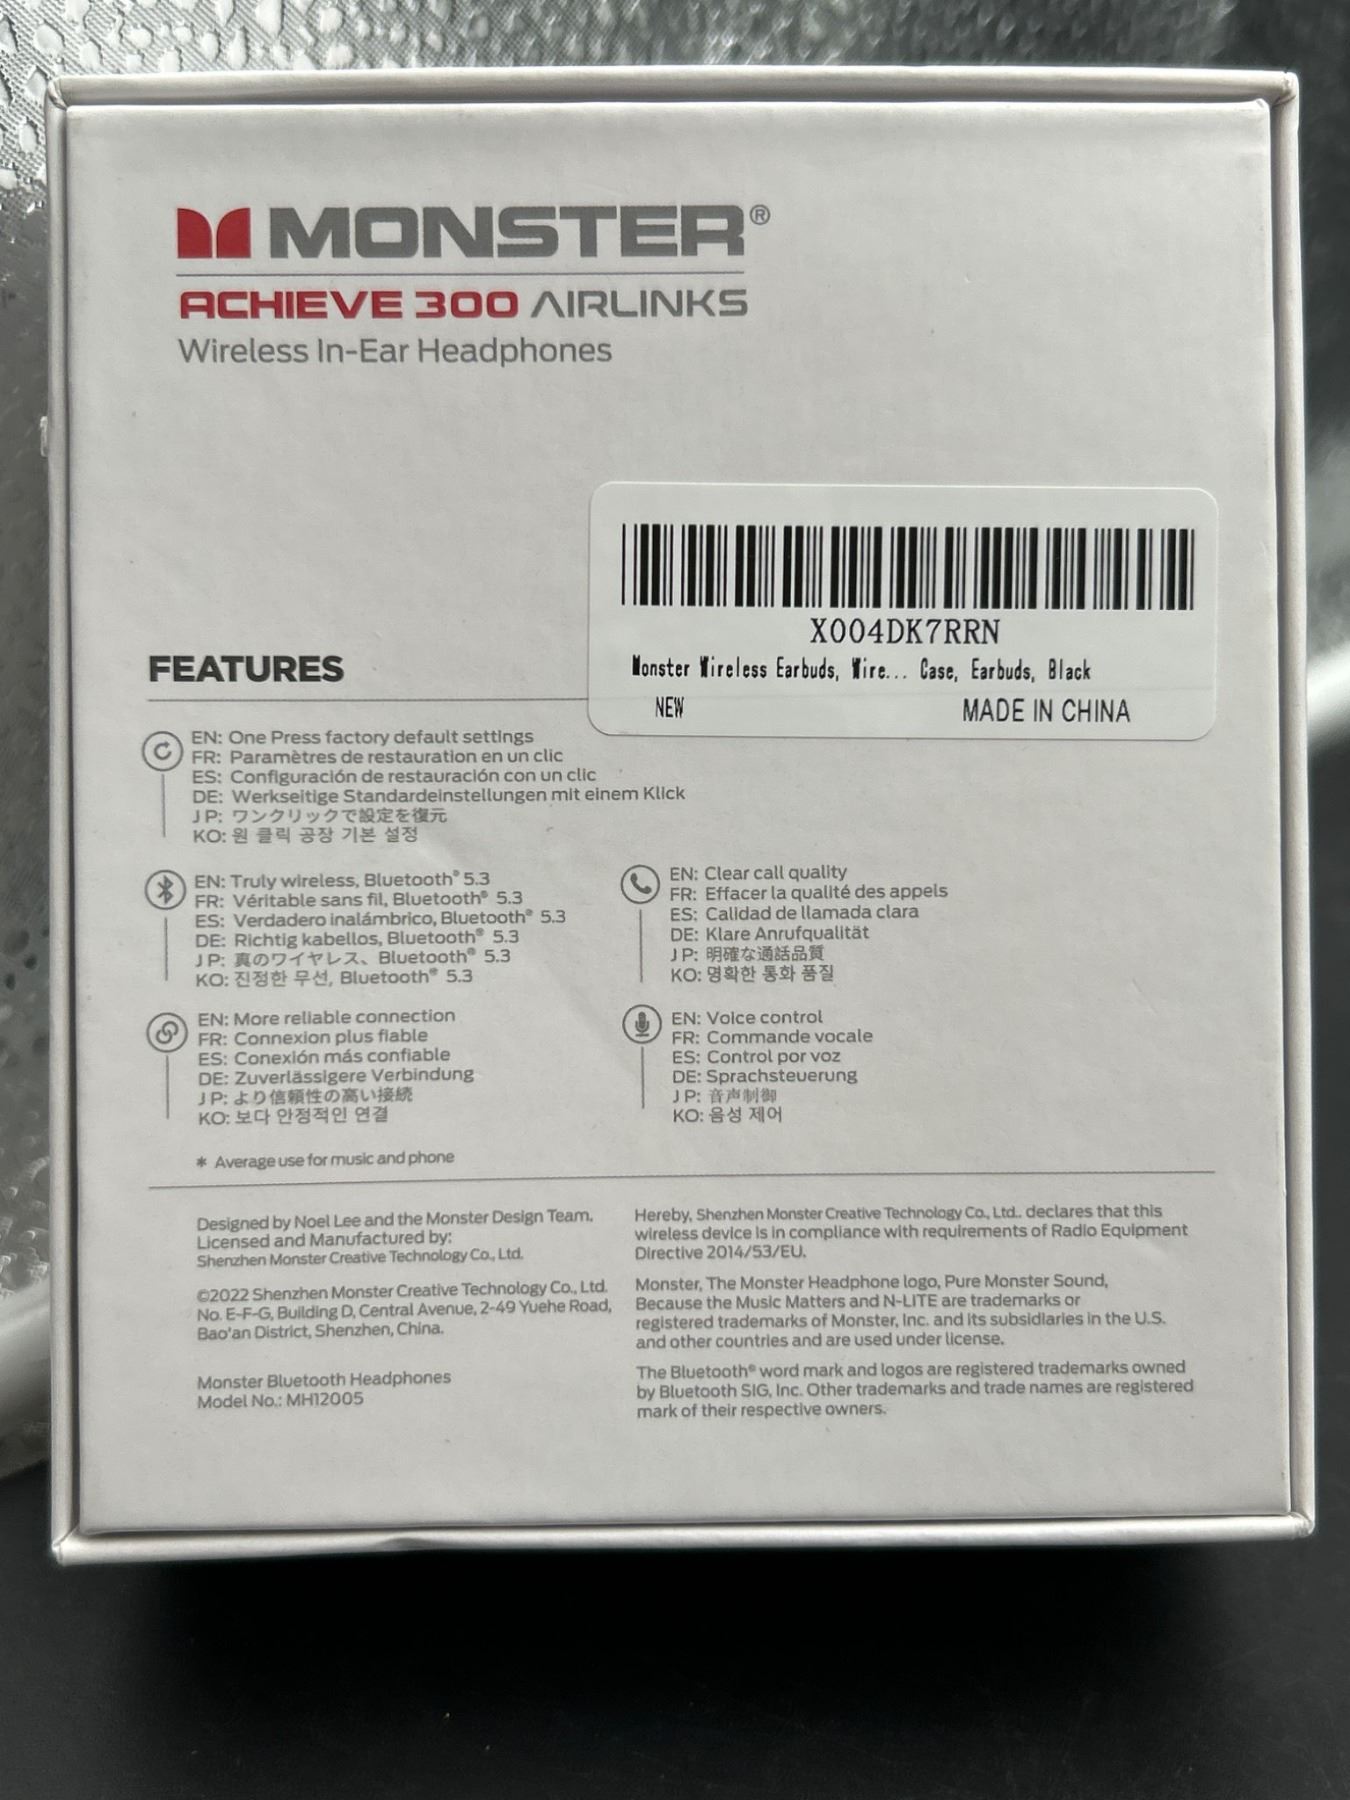 MONSTER®
ACHIEVE 300 AIRLINKS
Wireless In-Ear Headphones
X004DK7RRN
Monster Wireless Earbuds, Wire... Case, Earbuds, Black
NEW MADE IN CHINA
FEATURES
EN: One Press factory default settings
FR: Paramètres de restauration en un clic
ES: Configuración de restauración con un clic
DE: Werkseitige Standardeinstellungen mit einem Klick
JP: ワンクリックで設定を復元
KO: 원 클릭 공장 기본 설정
EN: Truly wireless, Bluetooth® 5.3
FR: Véritable sans fil, Bluetooth® 5.3
ES: Verdadero inalámbrico, Bluetooth® 5.3
DE: Richtig kabellos, Bluetooth® 5.3
JP: 真のワイヤレス、Bluetooth® 5.3
KO: 진정한 무선, Bluetooth® 5.3
EN: Clear call quality
FR: Effacer la qualité des appels
ES: Calidad de llamada clara
DE: Klare Anrufqualität
JP: 明確な通話品質
KO: 명확한 통화 품질
EN: More reliable connection
FR: Connexion plus fiable
ES: Conexión más confiable
DE: Zuverlässigere Verbindung
JP: より信頼性の高い接続
KO: 보다 안정적인 연결
EN: Voice control
FR: Commande vocale
ES: Control por voz
DE: Sprachsteuerung
JP: 音声制御
KO: 음성 제어
* Average use for music and phone
Designed by Noel Lee and the Monster Design Team.
Licensed and Manufactured by:
Shenzhen Monster Creative Technology Co., Ltd.
©2022 Shenzhen Monster Creative Technology Co., Ltd.
No. E-F-G, Building D, Central Avenue, 2-49 Yuehe Road,
Bao'an District, Shenzhen, China.
Monster Bluetooth Headphones
Model No.: MH12005
Hereby, Shenzhen Monster Creative Technology Co., Ltd.. declares that this
wireless device is in compliance with requirements of Radio Equipment
Directive 2014/53/EU.
Monster, The Monster Headphone logo, Pure Monster Sound,
Because the Music Matters and N-LITE are trademarks or
registered trademarks of Monster, Inc. and its subsidiaries in the U.S.
and other countries and are used under license.
The Bluetooth® word mark and logos are registered trademarks owned
by Bluetooth SIG, Inc. Other trademarks and trade names are registered
mark of their respective owners.